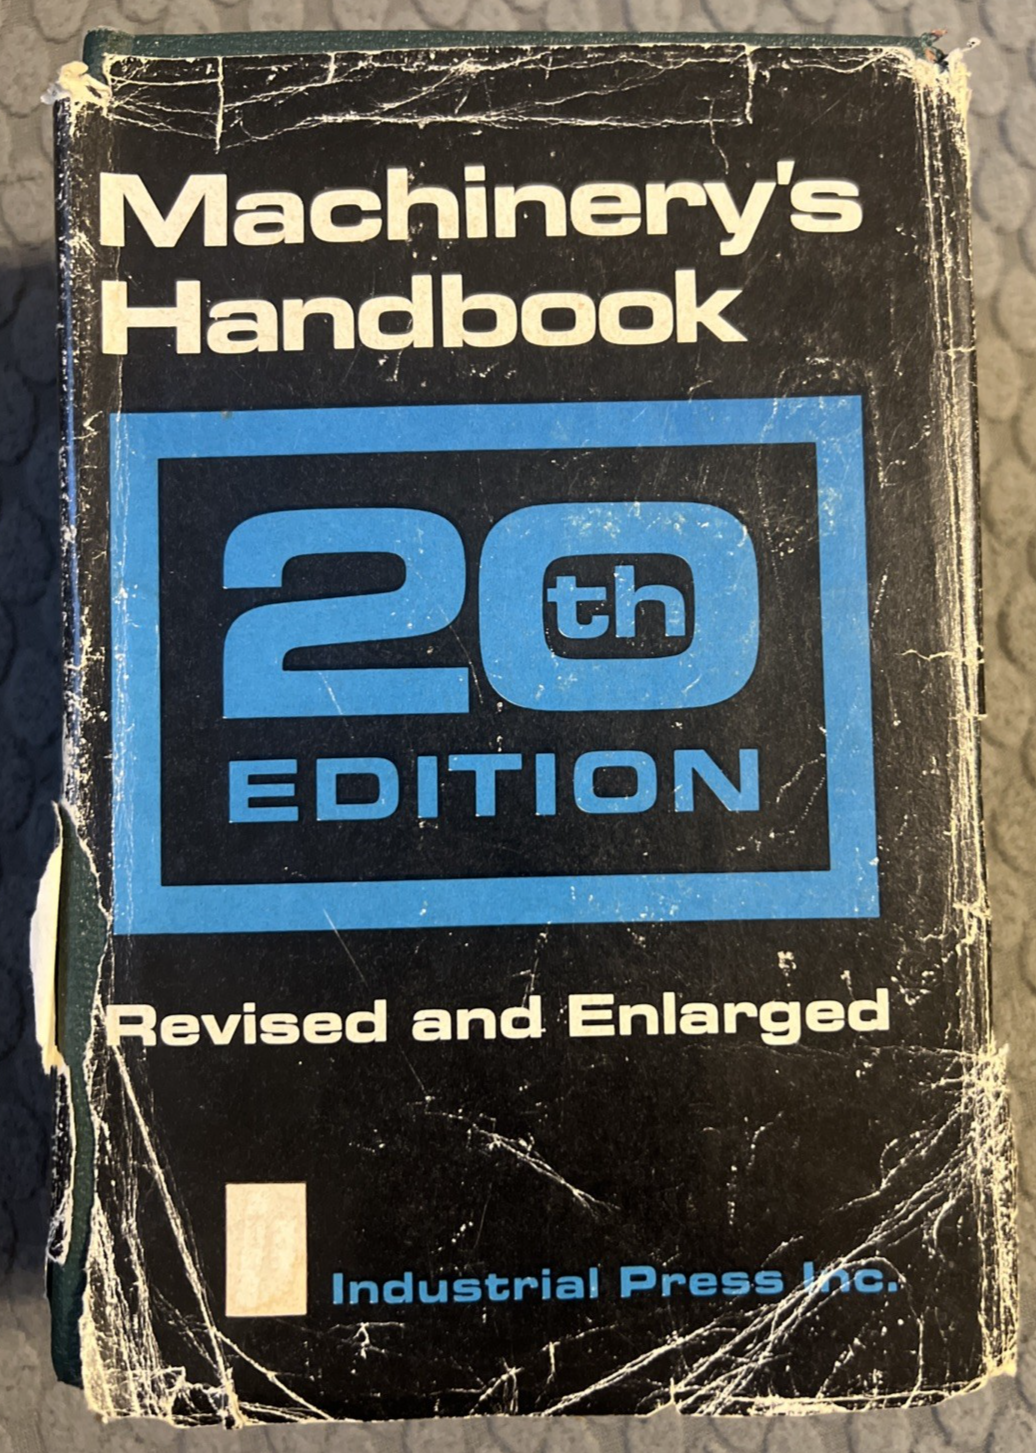 Machinery's
Handbook
20th
EDITION
Revised and Enlarged
Industrial Press Inc.